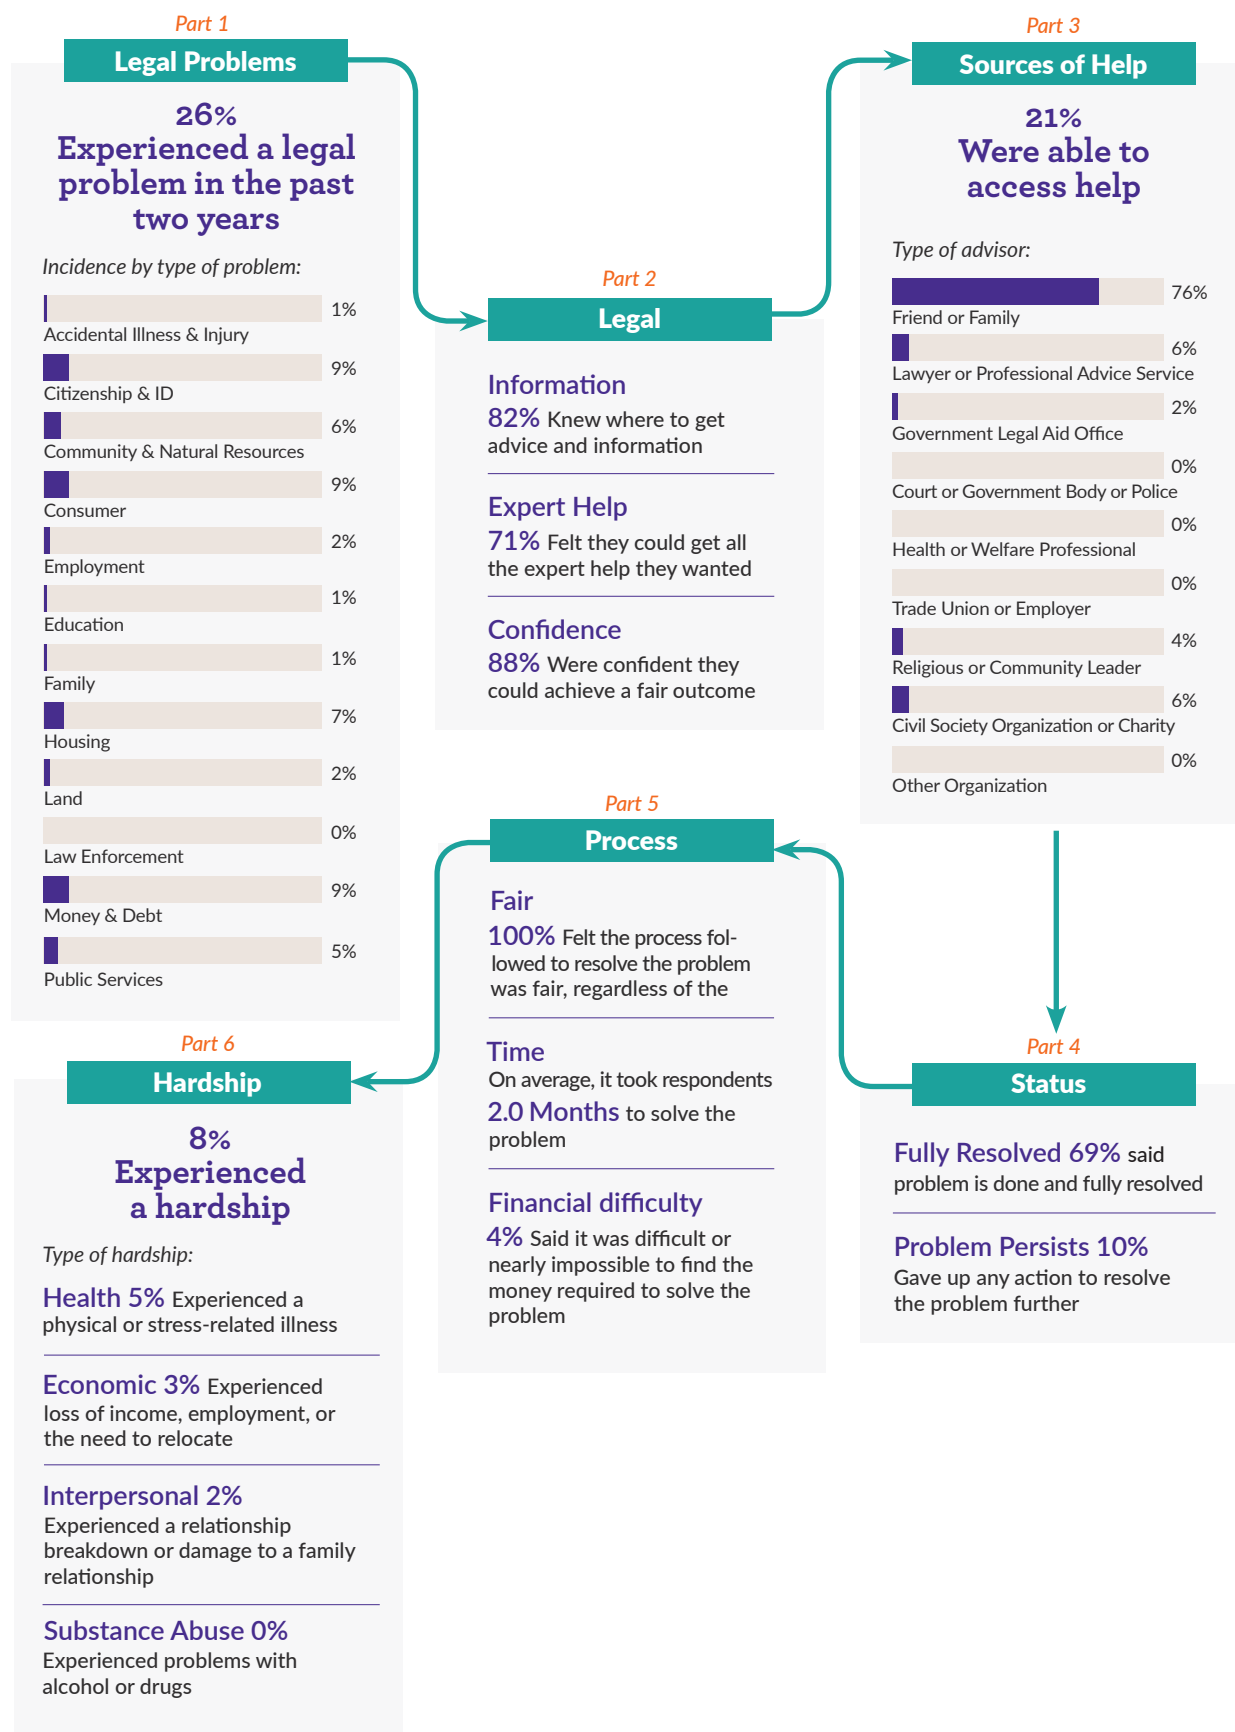 Part 1
Legal Problems
26%
Experienced a legal
problem in the past
two years
Incidence by type of problem:
1%
Accidental Illness & Injury
9%
Citizenship & ID
6%
Community & Natural Resources
9%
Consumer
2%
Employment
1%
Education
1%
Family
7%
Housing
2%
Land
0%
Law Enforcement
9%
Money & Debt
5%
Public Services
Part 2
Legal
Information
82% Knew where to get
advice and information
Expert Help
71% Felt they could get all
the expert help they wanted
Confidence
88% Were confident they
could achieve a fair outcome
Part 3
Sources of Help
21%
Were able to
access help
Type of advisor:
76%
Friend or Family
6%
Lawyer or Professional Advice Service
2%
Government Legal Aid Office
0%
Court or Government Body or Police
0%
Health or Welfare Professional
0%
Trade Union or Employer
4%
Religious or Community Leader
6%
Civil Society Organization or Charity
0%
Other Organization
Part 4
Status
Fully Resolved 69% said
problem is done and fully resolved
Problem Persists 10%
Gave up any action to resolve
the problem further
Part 5
Process
Fair
100% Felt the process fol-
lowed to resolve the problem
was fair, regardless of the
Time
On average, it took respondents
2.0 Months to solve the
problem
Financial difficulty
4% Said it was difficult or
nearly impossible to find the
money required to solve the
problem
Part 6
Hardship
8%
Experienced
a hardship
Type of hardship:
Health 5% Experienced a
physical or stress-related illness
Economic 3% Experienced
loss of income, employment, or
the need to relocate
Interpersonal 2%
Experienced a relationship
breakdown or damage to a family
relationship
Substance Abuse 0%
Experienced problems with
alcohol or drugs